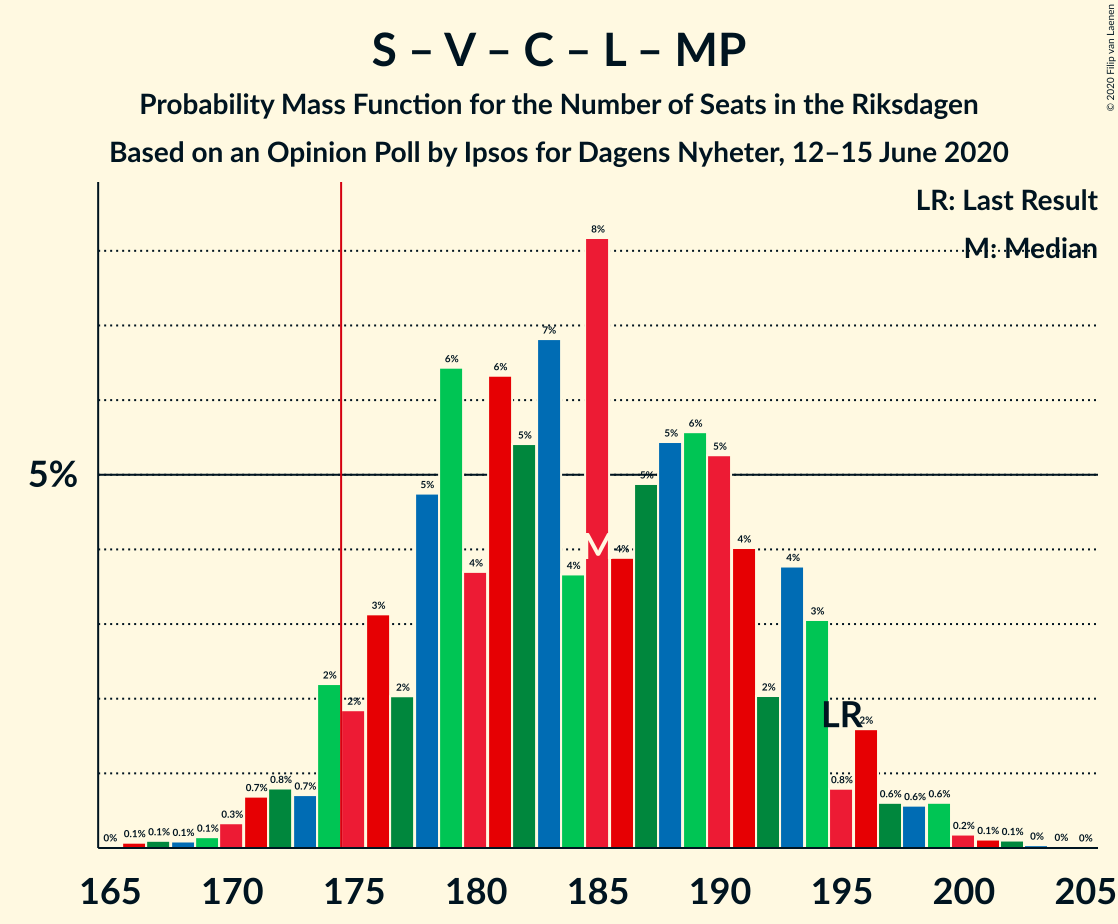 S – V – C – L – MP
Probability Mass Function for the Number of Seats in the Riksdagen
Based on an Opinion Poll by Ipsos for Dagens Nyheter, 12–15 June 2020
© 2020 Filip van Laenen
LR: Last Result
M: Median
5%
0% 0.1% 0.1% 0.1% 0.1% 0.3% 0.7% 0.8% 0.7% 2% 2% 3% 2% 5% 6% 4% 6% 5% 7% 4% 8% 4% 5% 5% 6% 5% 4% 2% 4% 3% 0.8% 2% 0.6% 0.6% 0.6% 0.2% 0.1% 0.1% 0% 0% 0%
M
LR
165 170 175 180 185 190 195 200 205